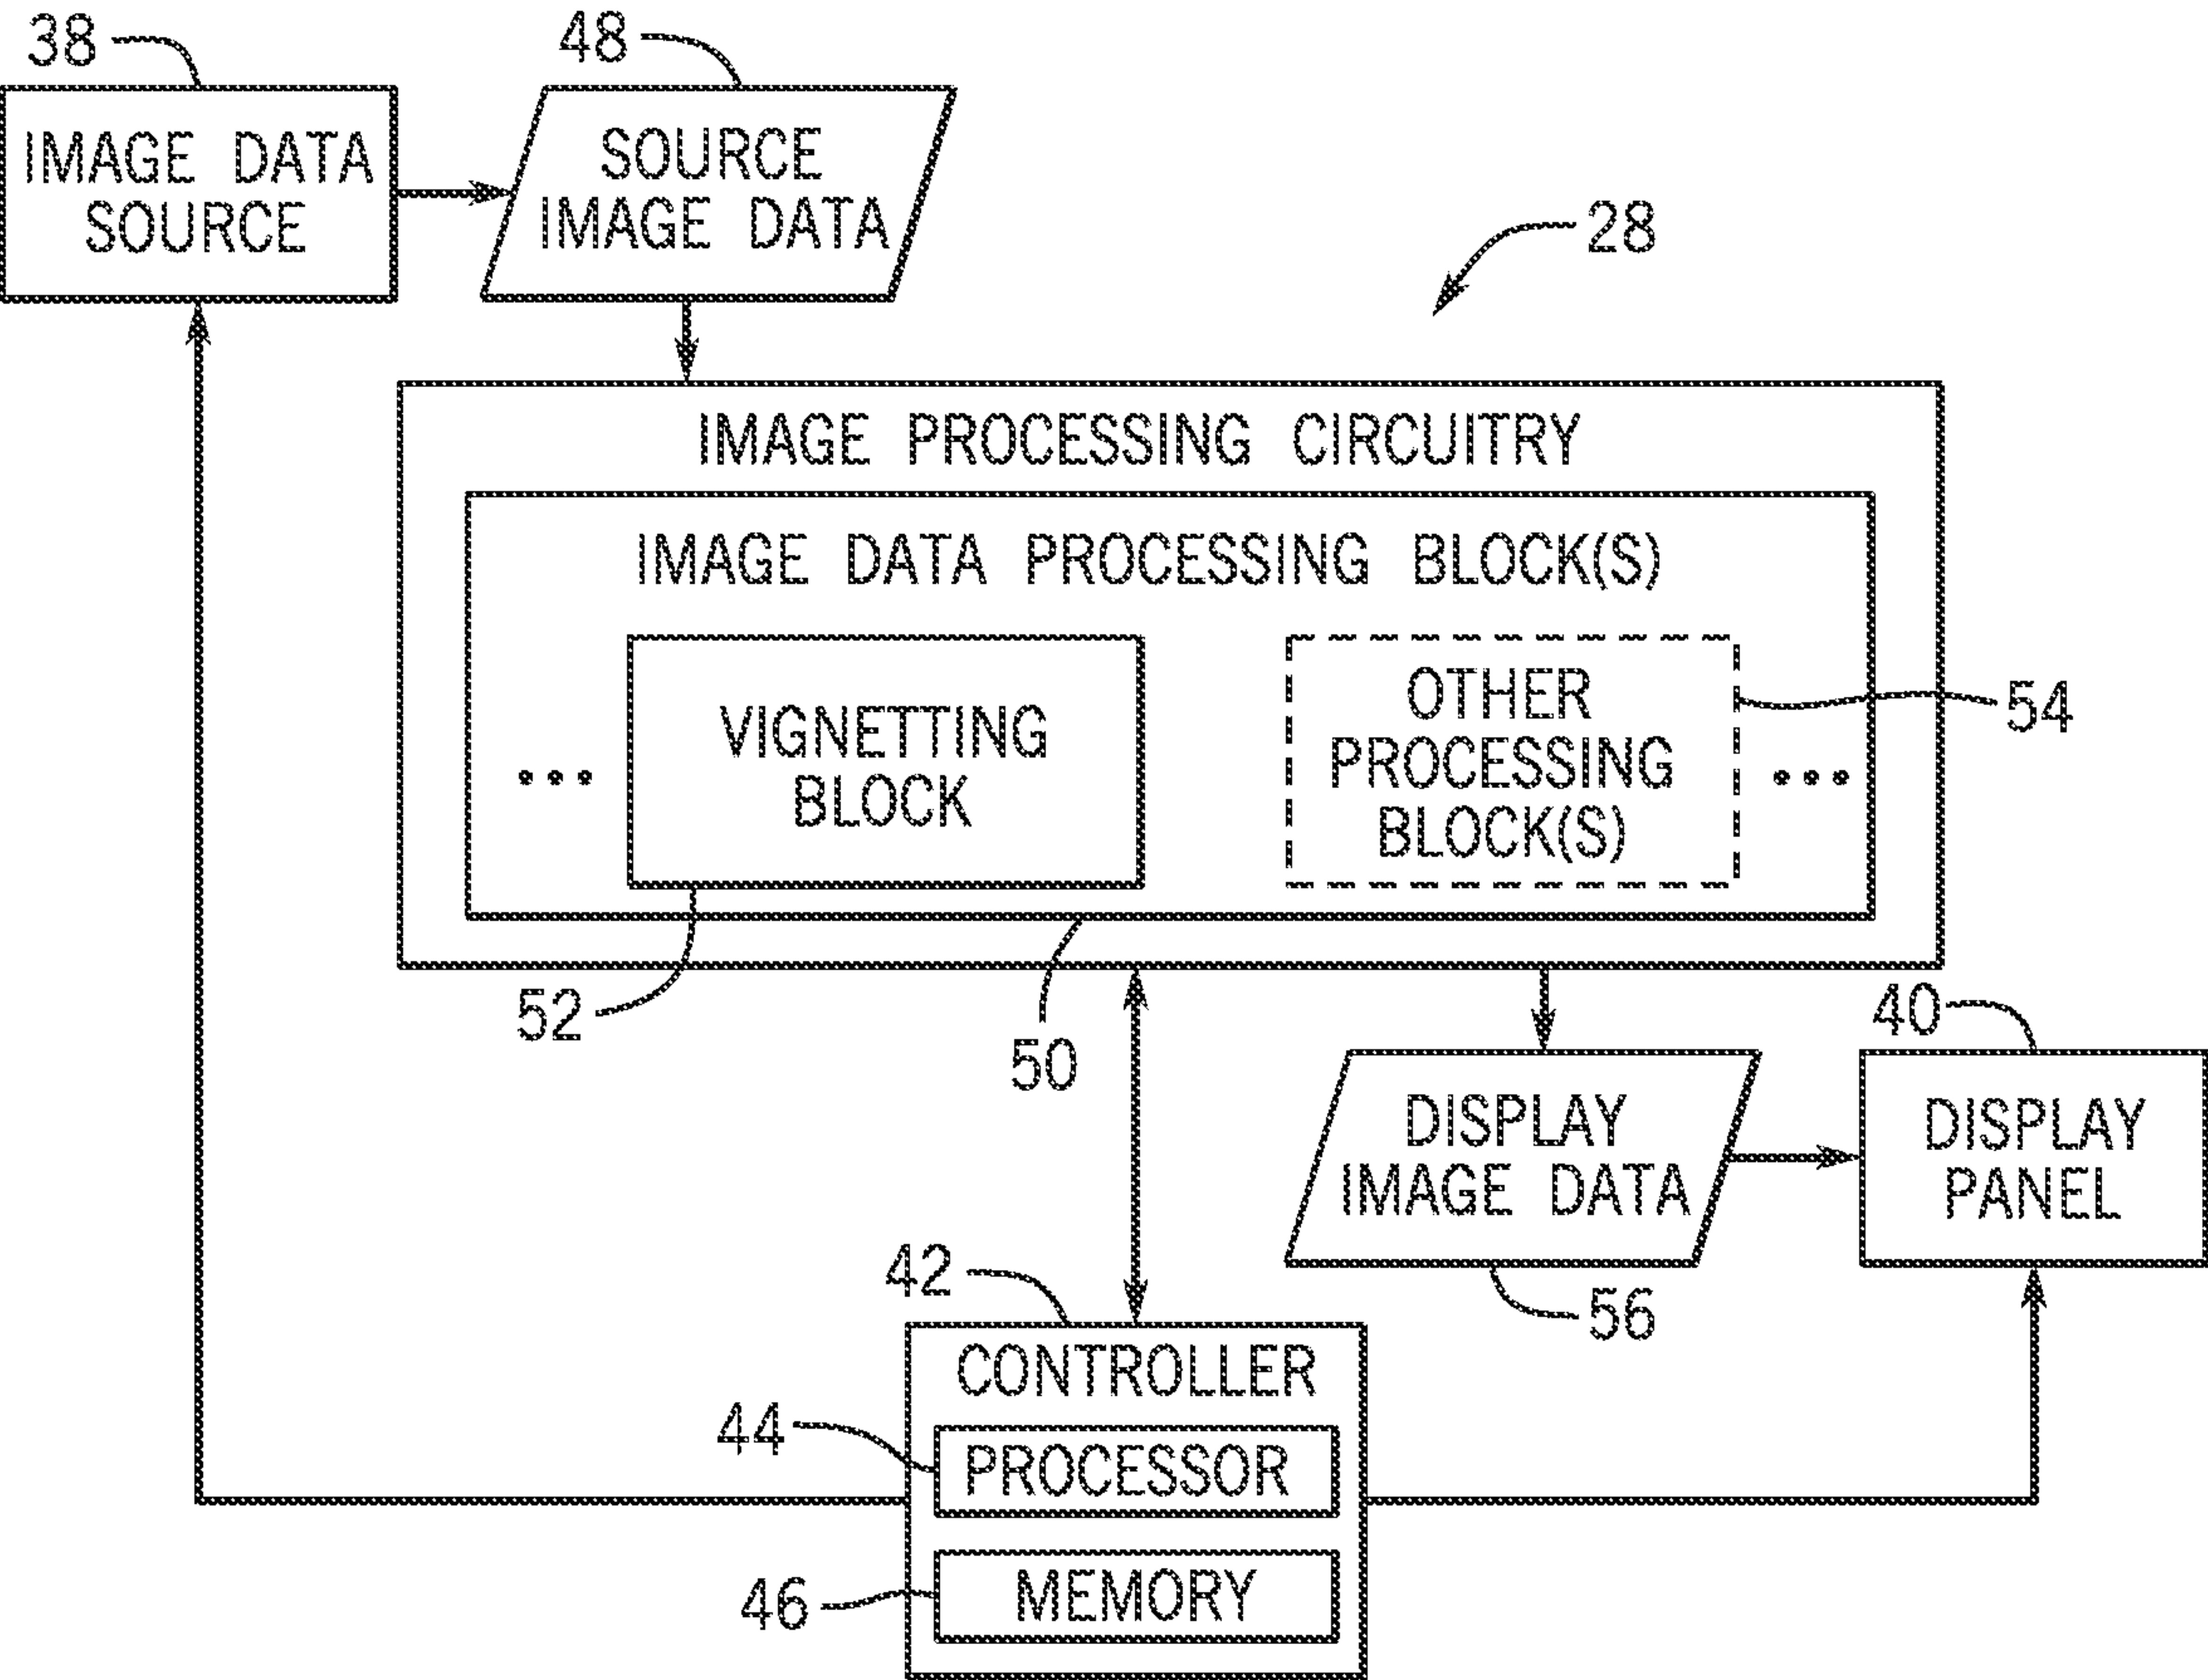 38
48
IMAGE DATA
SOURCE
SOURCE
IMAGE DATA
28
IMAGE PROCESSING CIRCUITRY
IMAGE DATA PROCESSING BLOCK(S)
VIGNETTING
BLOCK
OTHER
PROCESSING
BLOCK(S)
54
52
50
40
DISPLAY
IMAGE DATA
DISPLAY
PANEL
42
56
CONTROLLER
44
PROCESSOR
46
MEMORY